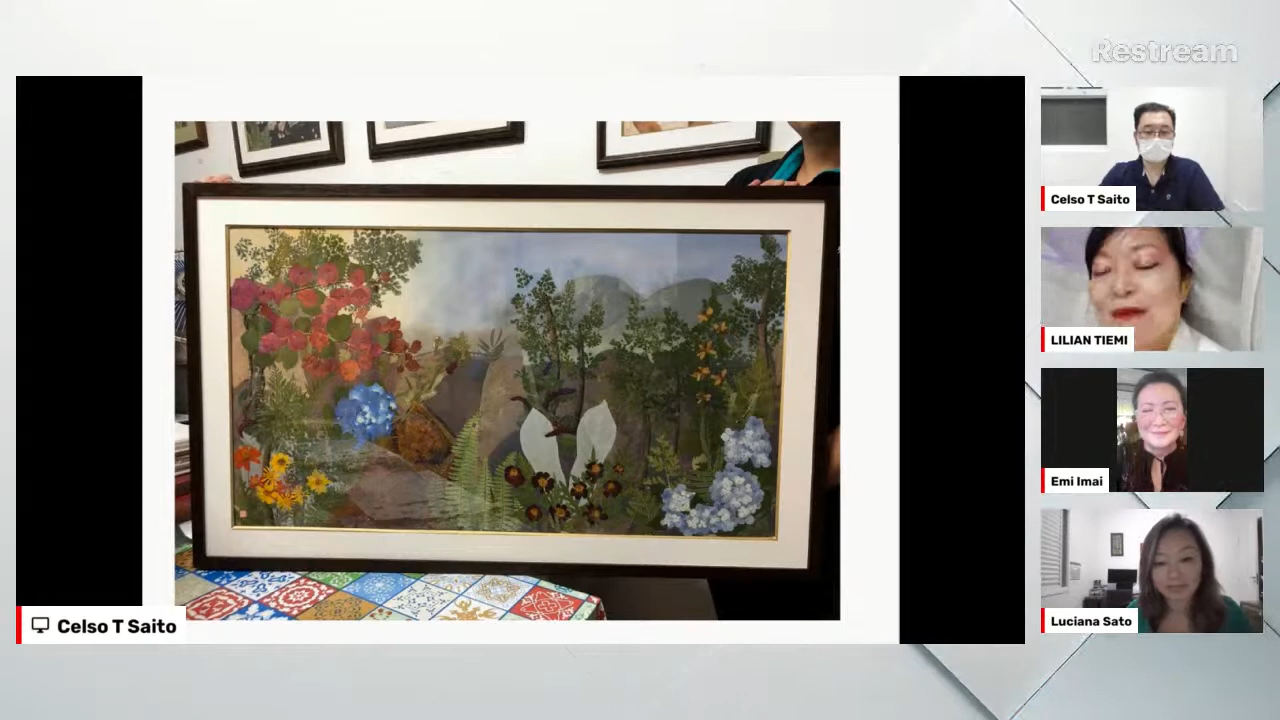 Restream
Celso T Saito
LILIAN TIEMI
Emi Imai
Luciana Sato
Celso T Saito